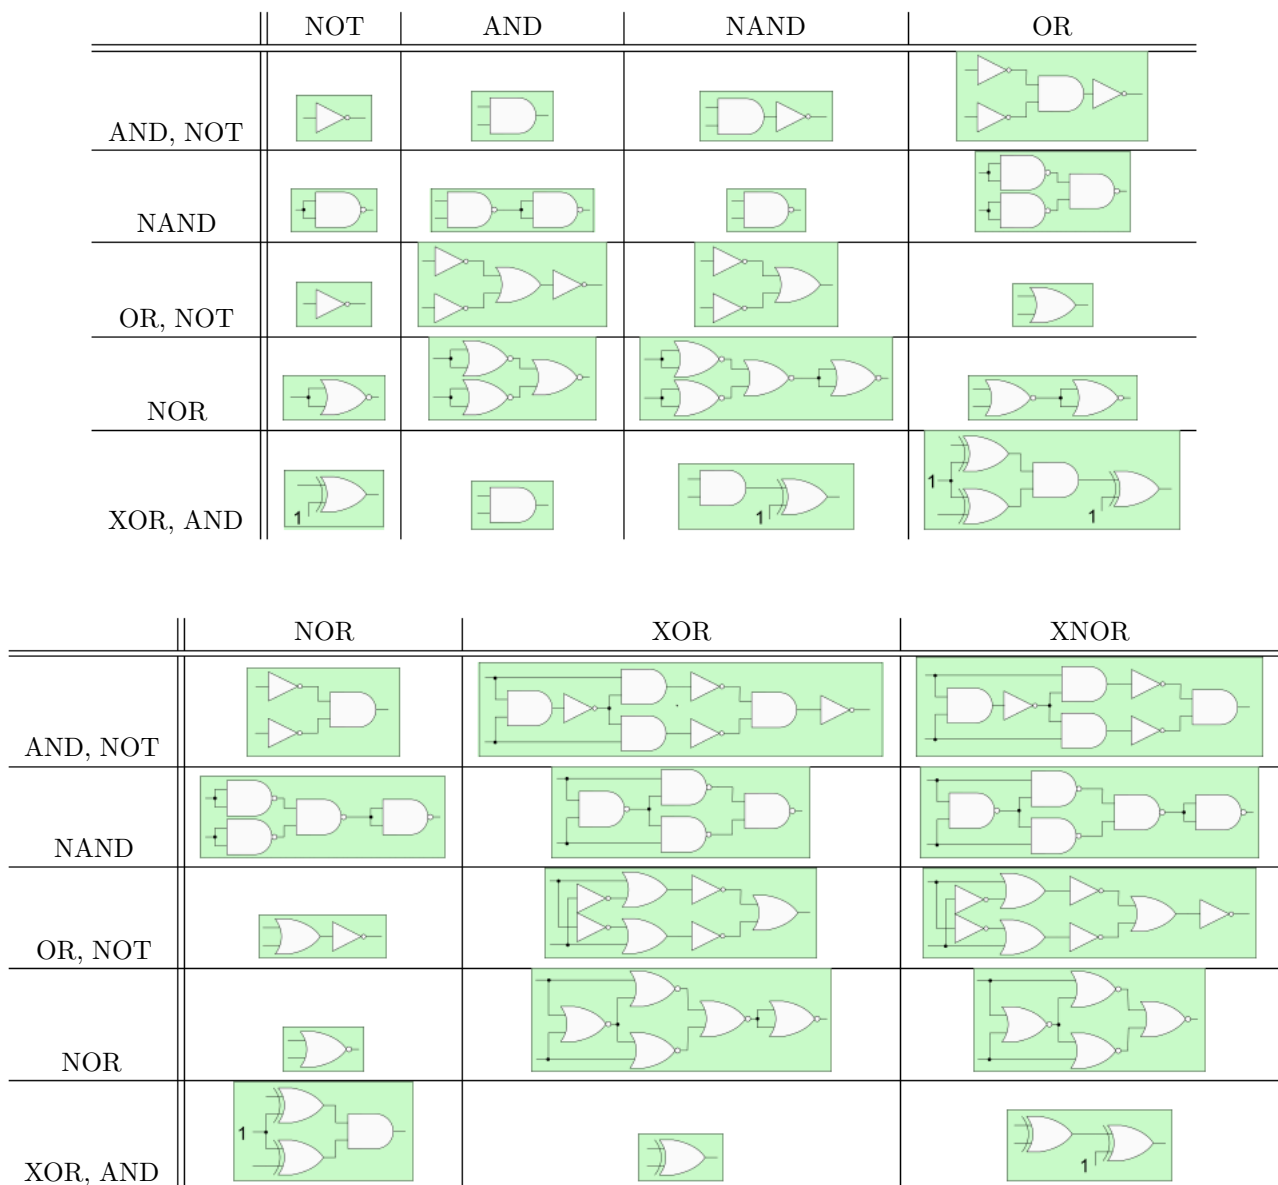 NOT AND NAND OR
AND, NOT
NAND
OR, NOT
NOR
XOR, AND
1 1 1 1
NOR XOR XNOR
AND, NOT
NAND
OR, NOT
NOR
XOR, AND
1 1